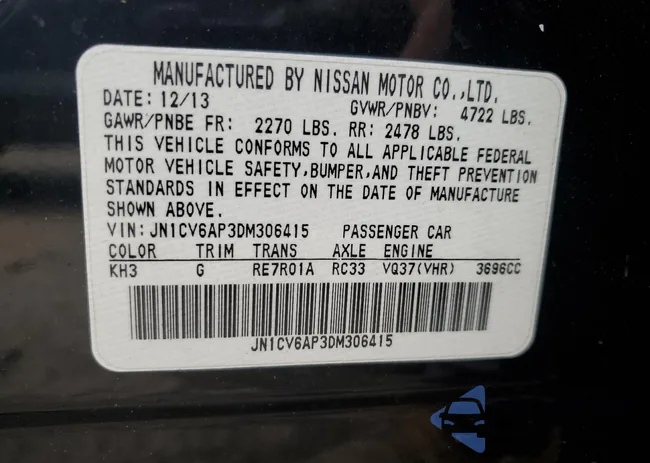 MANUFACTURED BY NISSAN MOTOR CO.,LTD.
DATE: 12/13 GVWR/PNBV: 4722 LBS.
GAWR/PNBE FR: 2270 LBS. RR: 2478 LBS.
THIS VEHICLE CONFORMS TO ALL APPLICABLE FEDERAL
MOTOR VEHICLE SAFETY,BUMPER,AND THEFT PREVENTION
STANDARDS IN EFFECT ON THE DATE OF MANUFACTURE
SHOWN ABOVE.
VIN:JN1CV6AP3DM306415 PASSENGER CAR
COLOR TRIM TRANS AXLE ENGINE
KH3 G RE7R01A RC33 VQ37(VHR) 3696CC
JN1CV6AP3DM306415